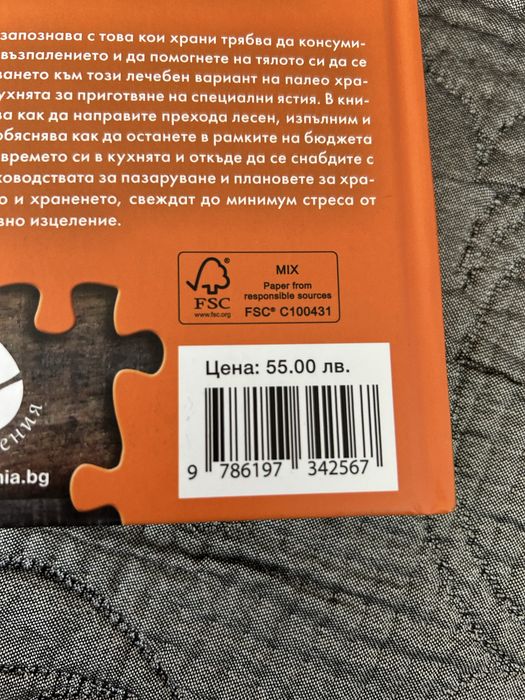 запознава с това кои храни трябва да консуми-
възпалението и да помогнете на тялото си да се
ването към този лечебен вариант на палео хра-
ухнята за приготвяне на специални ястия. В кни-
ва как да направите прехода лесен, изпълним и
обяснява как да останете в рамките на бюджета
времето си в кухнята и откъде да се снабдите с
ководствата за пазаруване и плановете за хра-
о и храненето, свеждат до минимум стреса от
вно изцеление.
FSC
www.fsc.org
MIX
Paper from
responsible sources
FSC® C100431
Цена: 55.00 лв.
9 786197 342567
ения
nia.bg